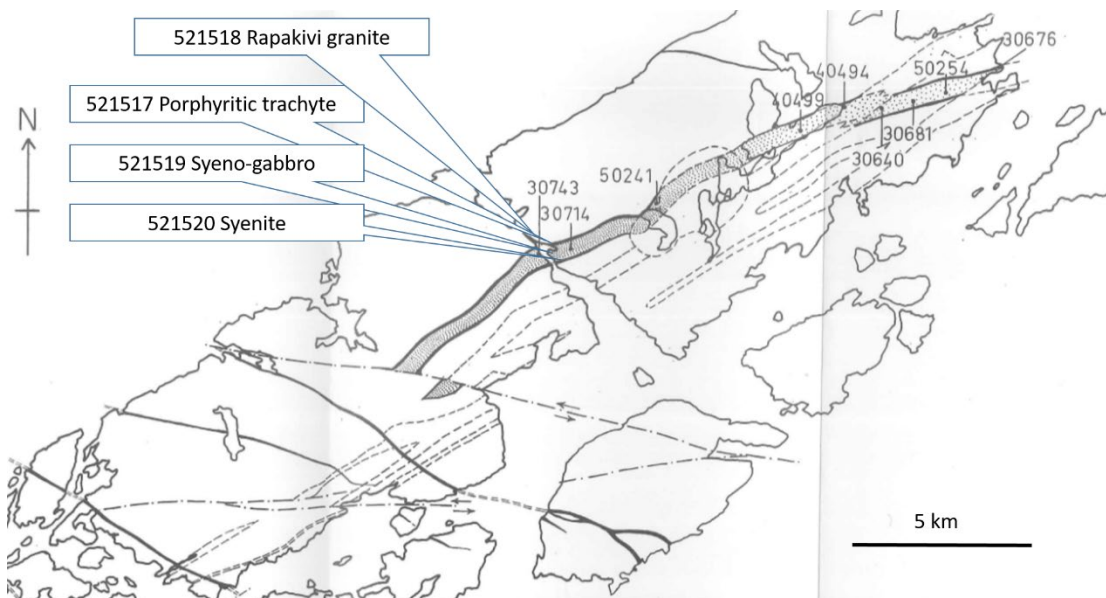 521518 Rapakivi granite
30676
50254
40494
521517 Porphyritic trachyte
40499
N
30681
521519 Syeno-gabbro
30640
50241
30743
521520 Syenite
30714
5 km